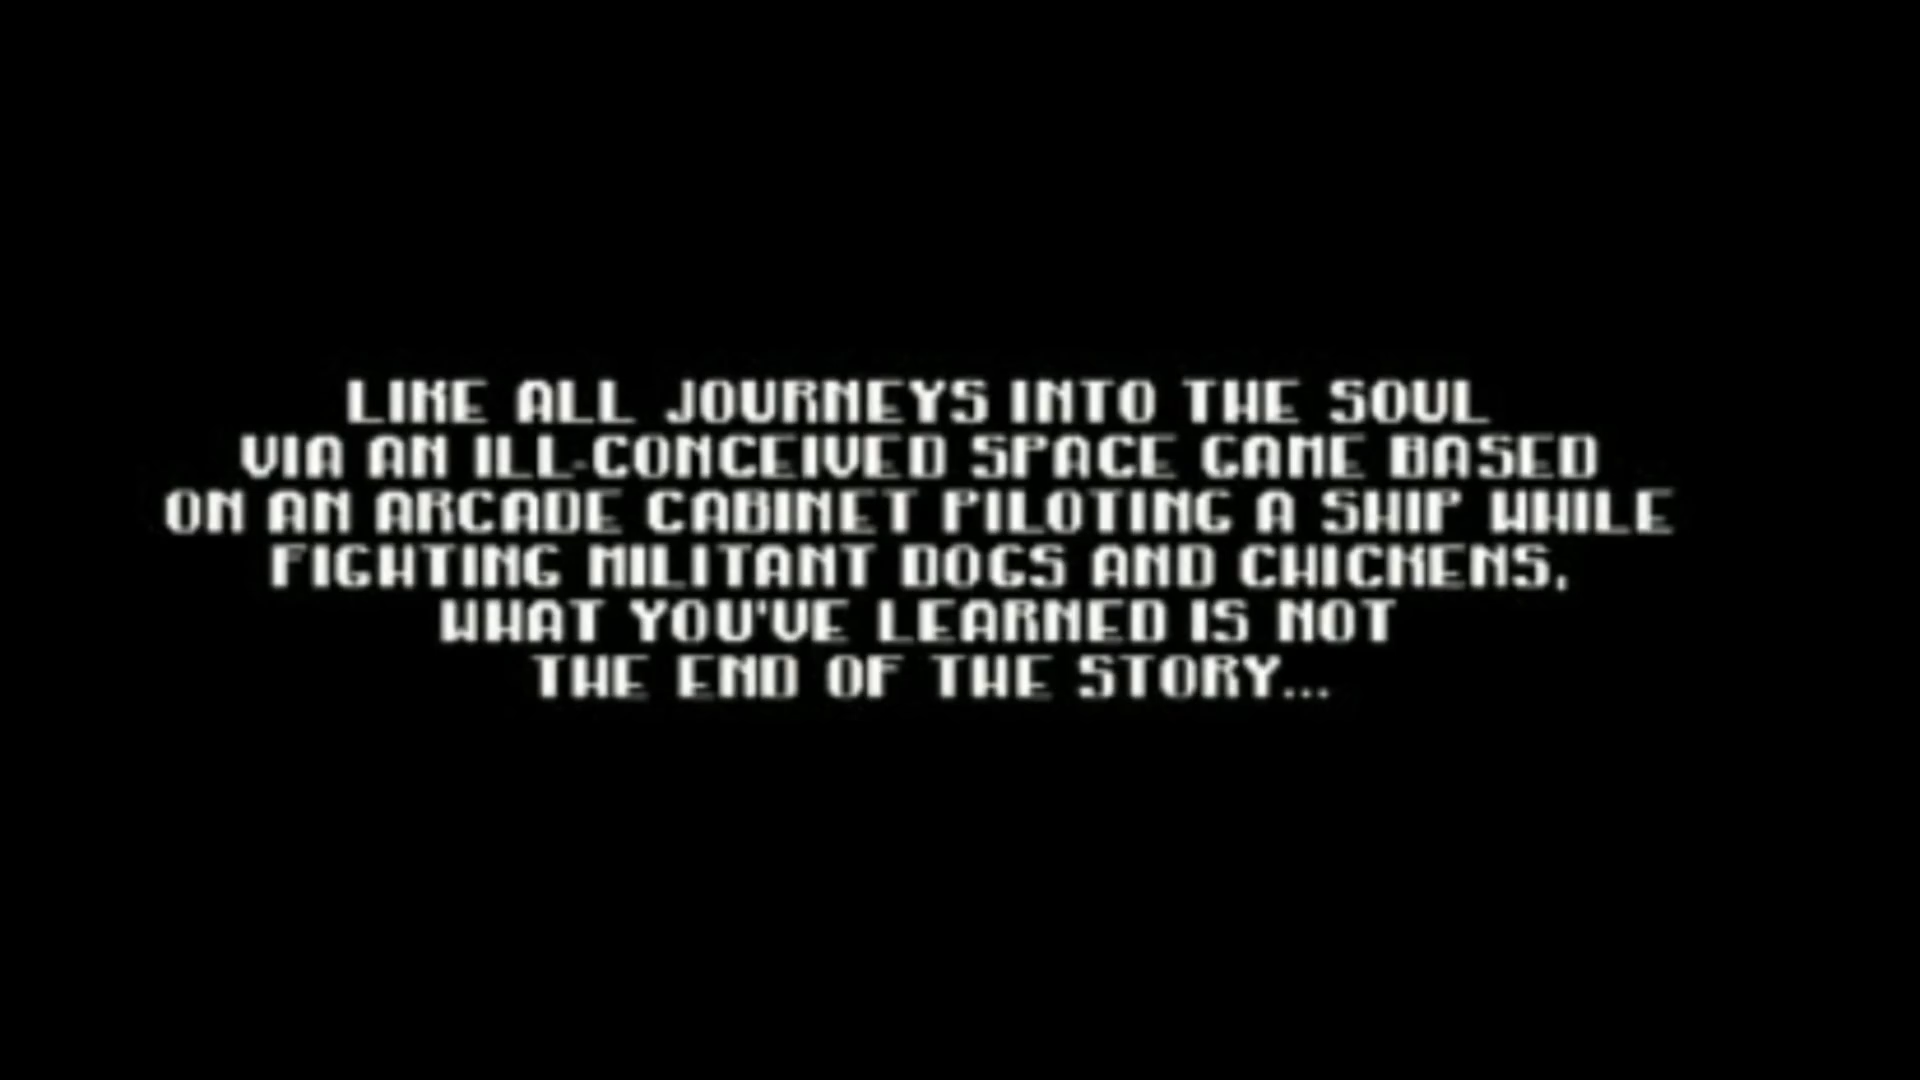 LIKE ALL JOURNEYS INTO THE SOUL
VIA AN ILL-CONCEIVED SPACE GAME BASED
ON AN ARCADE CABINET PILOTING A SHIP WHILE
FIGHTING MILITANT DOGS AND CHICKENS,
WHAT YOU'VE LEARNED IS NOT
THE END OF THE STORY...